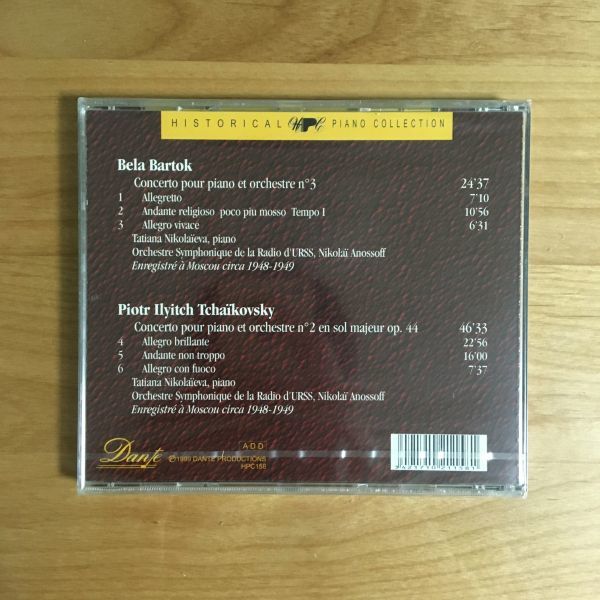 HISTORICAL HPC PIANO COLLECTION
Bela Bartok
Concerto pour piano et orchestre n°3 24'37
1 Allegretto 7'10
2 Andante religioso poco piu mosso Tempo I 10'56
3 Allegro vivace 6'31
Tatiana Nikolaïeva, piano
Orchestre Symphonique de la Radio d'URSS, Nikolaï Anossoff
Enregistré à Moscou circa 1948-1949
Piotr Ilyitch Tchaïkovsky
Concerto pour piano et orchestre n°2 en sol majeur op. 44 46'33
4 Allegro brillante 22'56
5 Andante non troppo 16'00
6 Allegro con fuoco 7'37
Tatiana Nikolaïeva, piano
Orchestre Symphonique de la Radio d'URSS, Nikolaï Anossoff
Enregistré à Moscou circa 1948-1949
Dante
ADD
℗1999 DANTE PRODUCTIONS
HPC158